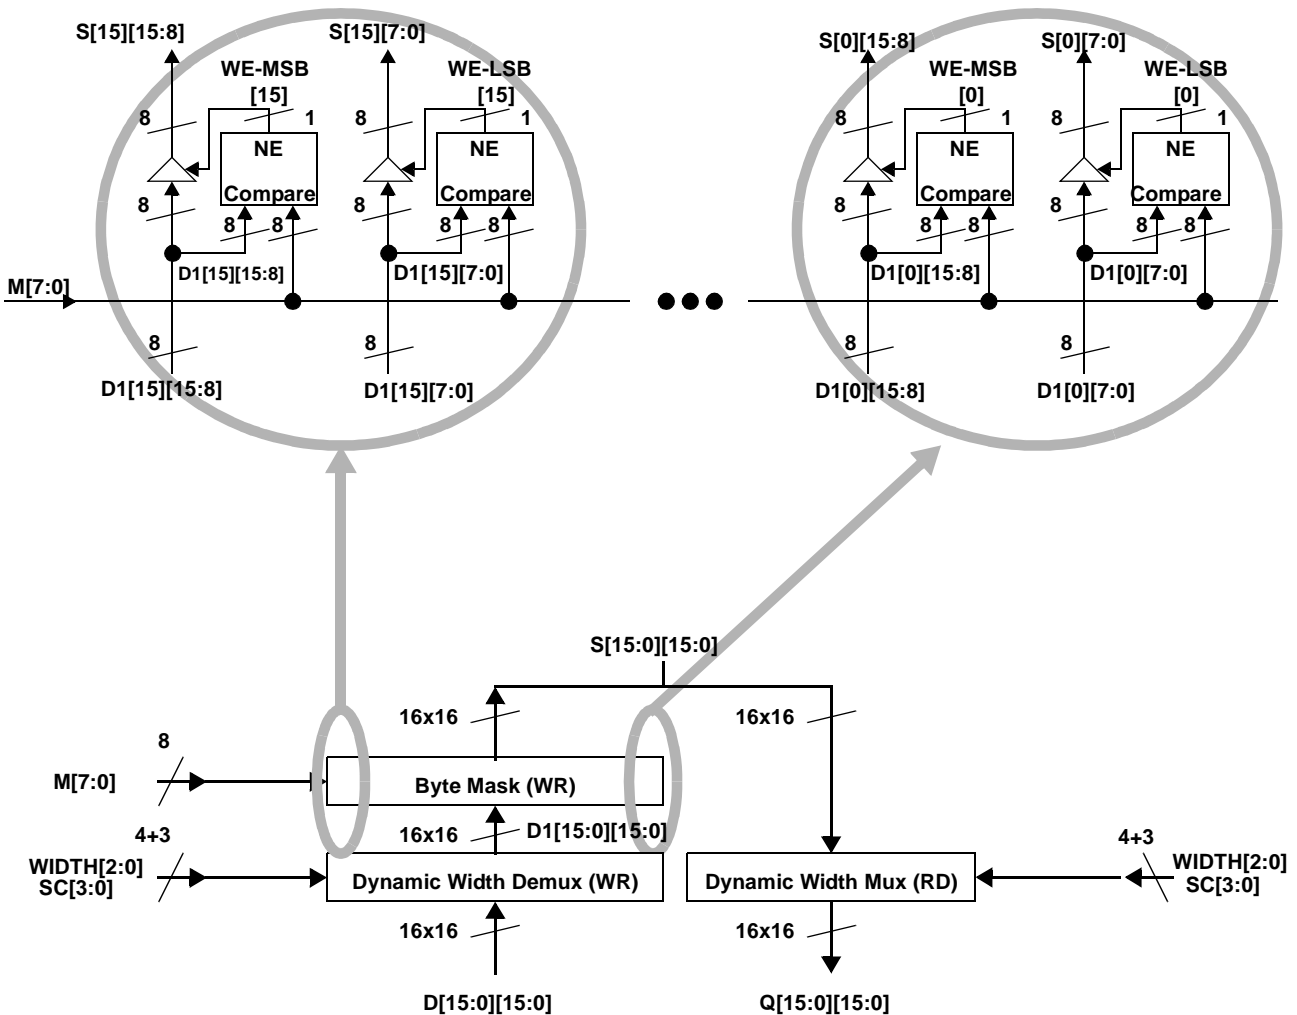 S[15][15:8] S[15][7:0] S[0][15:8] S[0][7:0]
WE-MSB WE-LSB WE-MSB WE-LSB
[15] [15] [0] [0]
8 1 8 1 8 1 8 1
NE NE NE NE
Compare Compare Compare Compare
8 8 8 8
8 8 8 8 8 8 8 8
D1[15][15:8] D1[15][7:0] D1[0][15:8] D1[0][7:0]
M[7:0]
8 8 8 8
D1[15][15:8] D1[15][7:0] D1[0][15:8] D1[0][7:0]
S[15:0][15:0]
16x16 16x16
8
M[7:0] Byte Mask (WR)
4+3 16x16 D1[15:0][15:0] 4+3
WIDTH[2:0] WIDTH[2:0]
SC[3:0] Dynamic Width Demux (WR) Dynamic Width Mux (RD) SC[3:0]
16x16 16x16
D[15:0][15:0] Q[15:0][15:0]